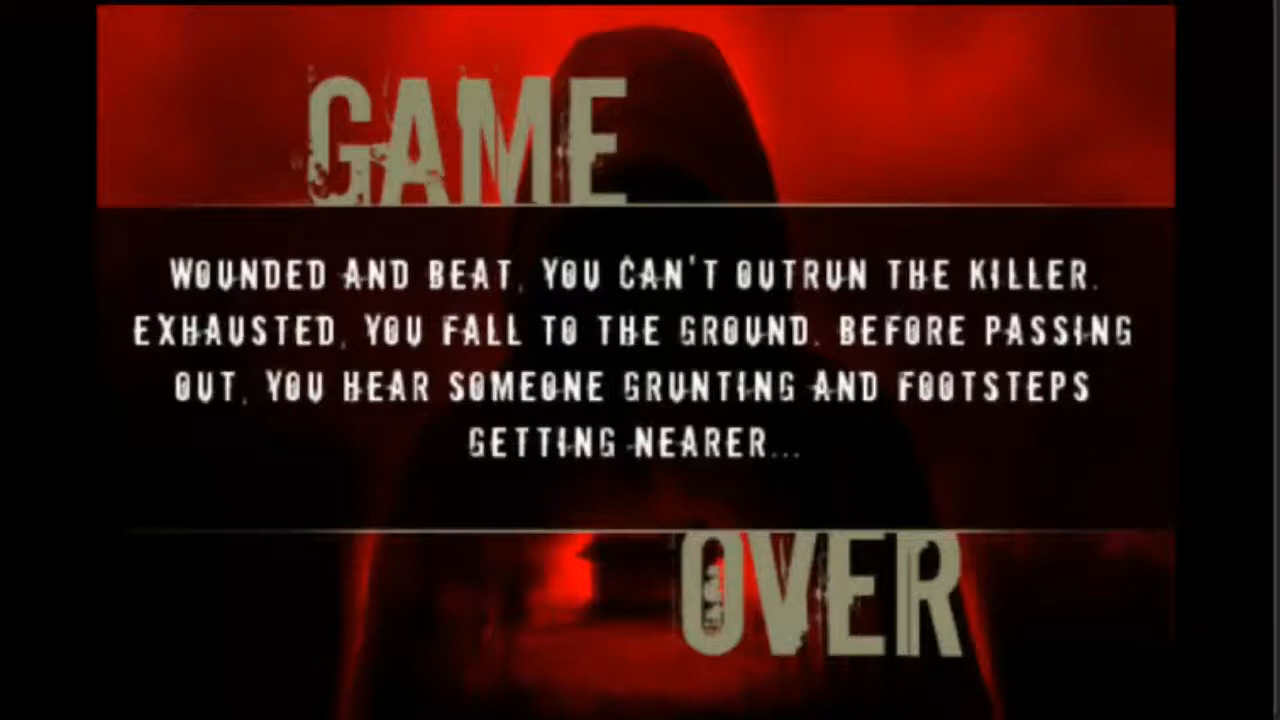 GAME
WOUNDED AND BEAT, YOU CAN'T OUTRUN THE KILLER.
EXHAUSTED, YOU FALL TO THE GROUND. BEFORE PASSING
OUT, YOU HEAR SOMEONE GRUNTING AND FOOTSTEPS
GETTING NEARER...
OVER